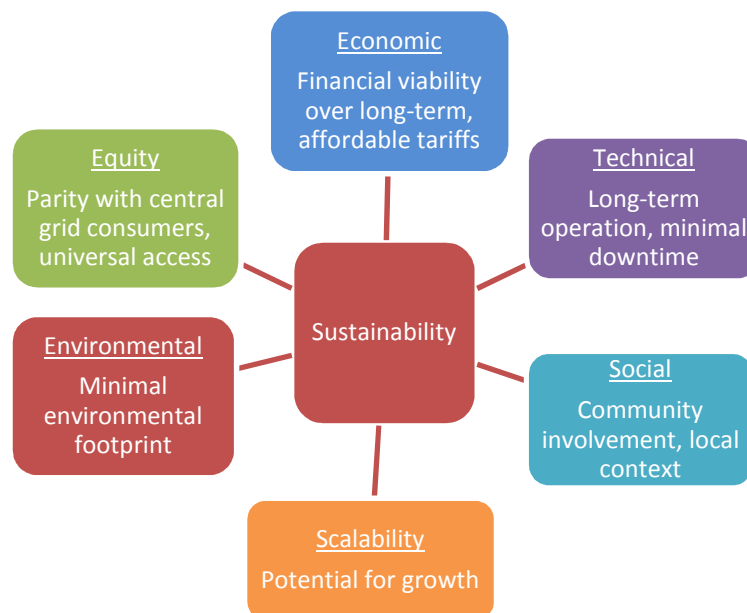 Economic
Financial viability
over long-term,
affordable tariffs
Equity
Parity with central
grid consumers,
universal access
Technical
Long-term
operation, minimal
downtime
Sustainability
Environmental
Minimal
environmental
footprint
Social
Community
involvement, local
context
Scalability
Potential for growth